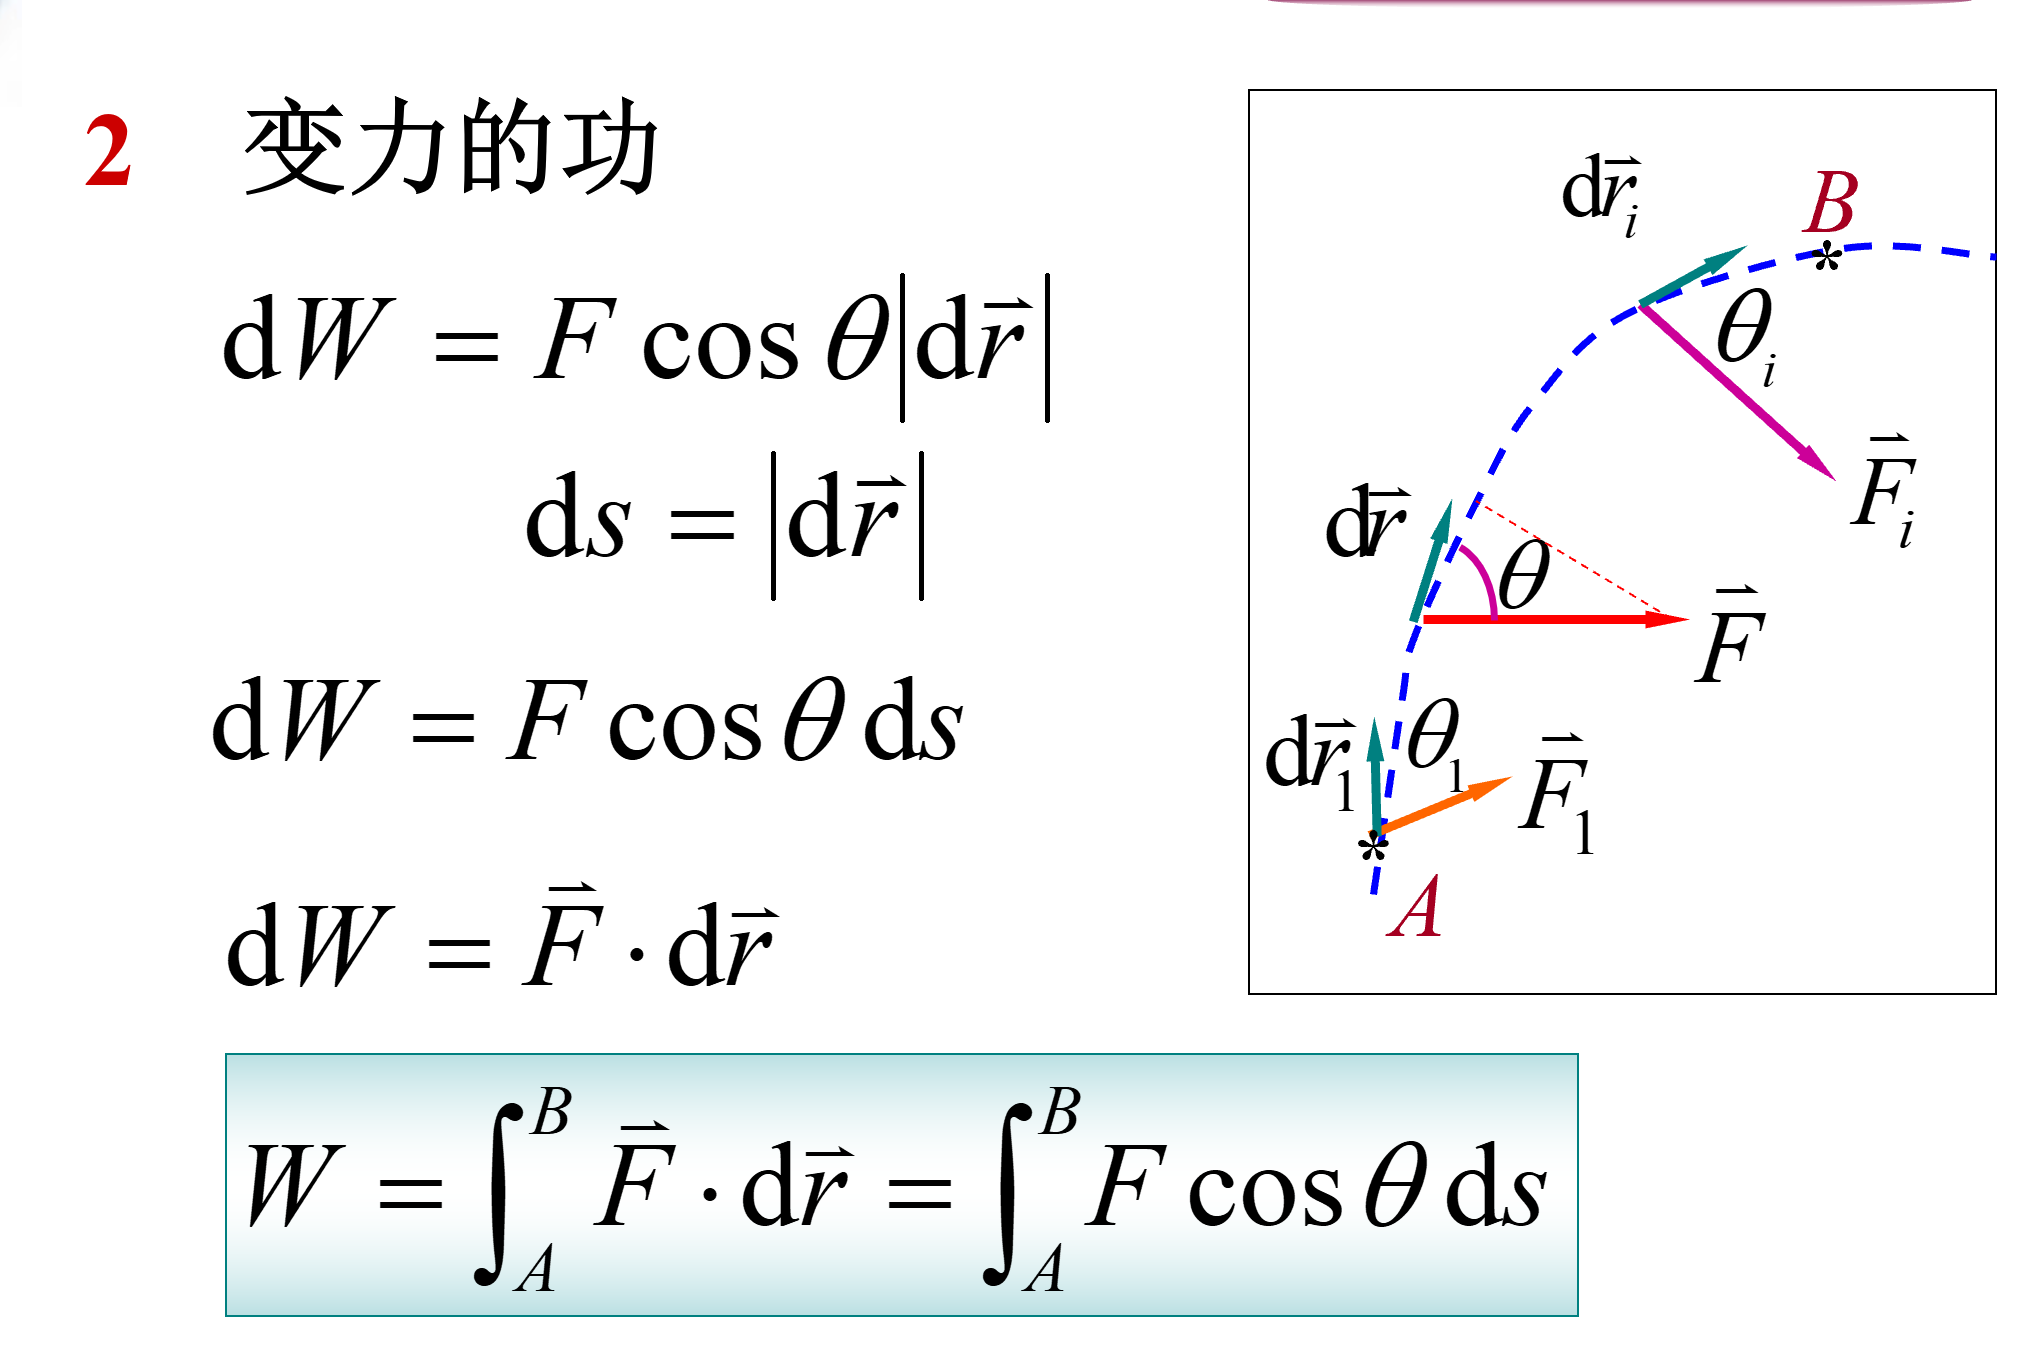 2 变力的功
dW = F cos θ|dr⃗|
ds = |dr⃗|
dW = F cos θ ds
dW = F⃗ · dr⃗
W = ∫_A^B F⃗ · dr⃗ = ∫_A^B F cos θ ds
dr⃗_i
B
θ_i
F⃗_i
dr⃗
θ
F⃗
dr⃗_1
θ_1
F⃗_1
A